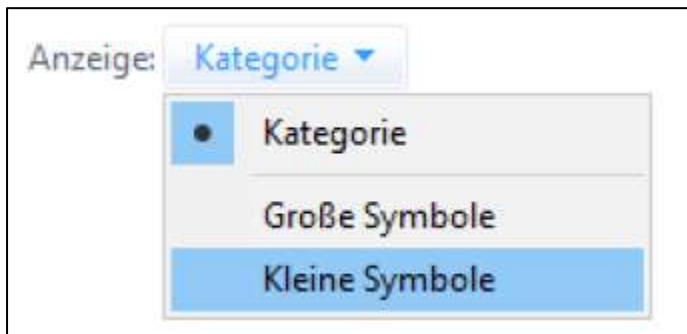 Anzeige: Kategorie
Kategorie
Große Symbole
Kleine Symbole